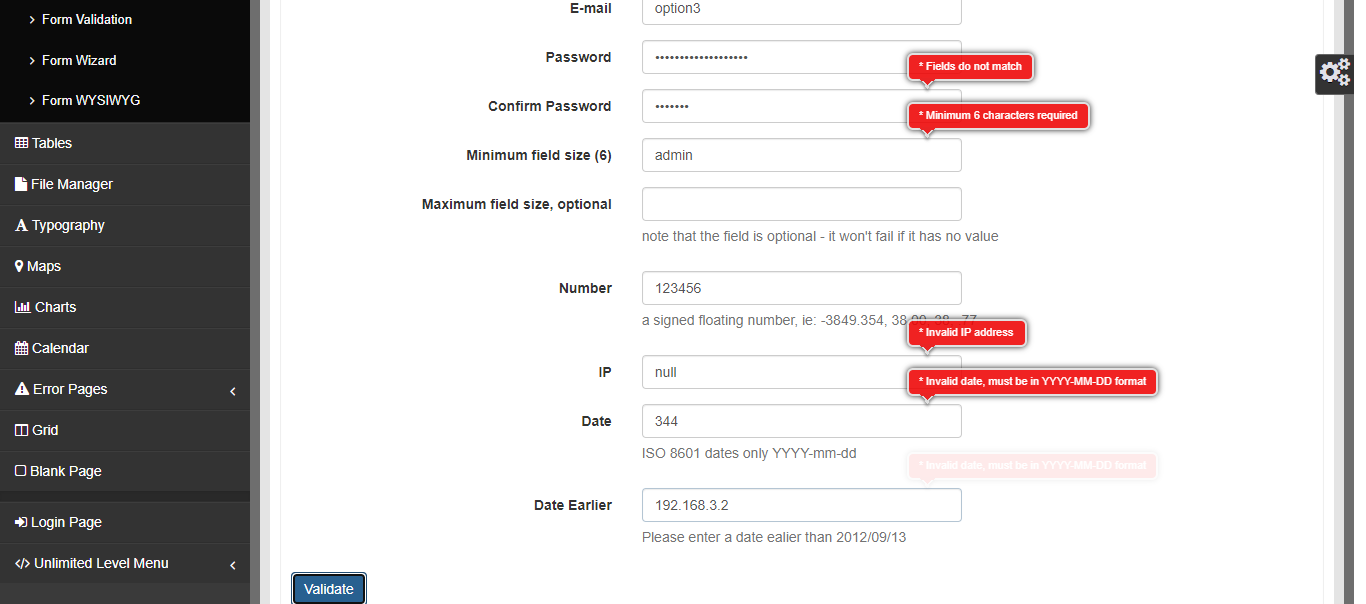 Form Validation
Form Wizard
Form WYSIWYG
Tables
File Manager
Typography
Maps
Charts
Calendar
Error Pages
Grid
Blank Page
Login Page
Unlimited Level Menu
E-mail
option3
Password
* Fields do not match
Confirm Password
* Minimum 6 characters required
Minimum field size (6)
admin
Maximum field size, optional
note that the field is optional - it won't fail if it has no value
Number
123456
a signed floating number, ie: -3849.354, 38.00, 38, .77
* Invalid IP address
IP
null
* Invalid date, must be in YYYY-MM-DD format
Date
344
ISO 8601 dates only YYYY-mm-dd
* Invalid date, must be in YYYY-MM-DD format
Date Earlier
192.168.3.2
Please enter a date ealier than 2012/09/13
Validate